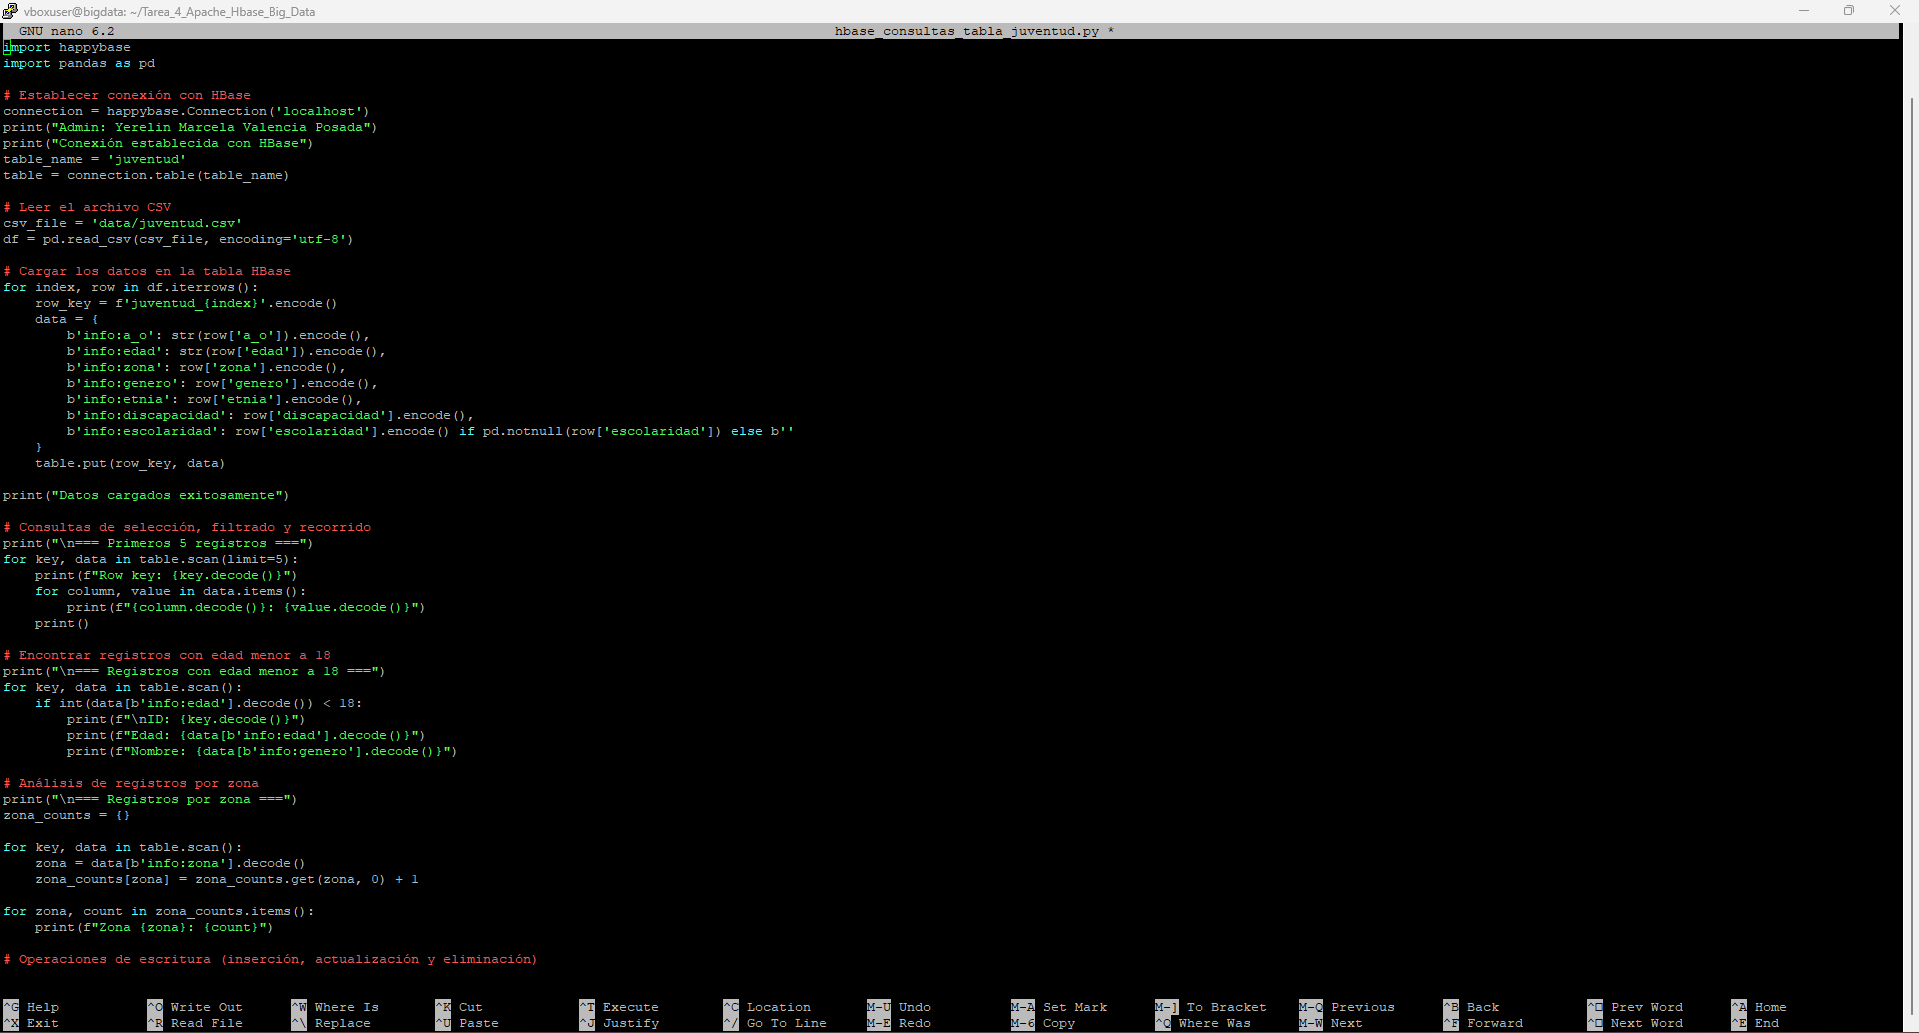 vboxuser@bigdata: ~/Tarea_4_Apache_Hbase_Big_Data
GNU nano 6.2 hbase_consultas_tabla_juventud.py *
import happybase
import pandas as pd

# Establecer conexión con HBase
connection = happybase.Connection('localhost')
print("Admin: Yerelin Marcela Valencia Posada")
print("Conexión establecida con HBase")
table_name = 'juventud'
table = connection.table(table_name)

# Leer el archivo CSV
csv_file = 'data/juventud.csv'
df = pd.read_csv(csv_file, encoding='utf-8')

# Cargar los datos en la tabla HBase
for index, row in df.iterrows():
    row_key = f'juventud_{index}'.encode()
    data = {
        b'info:a_o': str(row['a_o']).encode(),
        b'info:edad': str(row['edad']).encode(),
        b'info:zona': row['zona'].encode(),
        b'info:genero': row['genero'].encode(),
        b'info:etnia': row['etnia'].encode(),
        b'info:discapacidad': row['discapacidad'].encode(),
        b'info:escolaridad': row['escolaridad'].encode() if pd.notnull(row['escolaridad']) else b''
    }
    table.put(row_key, data)

print("Datos cargados exitosamente")

# Consultas de selección, filtrado y recorrido
print("\n=== Primeros 5 registros ===")
for key, data in table.scan(limit=5):
    print(f"Row key: {key.decode()}")
    for column, value in data.items():
        print(f"{column.decode()}: {value.decode()}")
    print()

# Encontrar registros con edad menor a 18
print("\n=== Registros con edad menor a 18 ===")
for key, data in table.scan():
    if int(data[b'info:edad'].decode()) < 18:
        print(f"\nID: {key.decode()}")
        print(f"Edad: {data[b'info:edad'].decode()}")
        print(f"Nombre: {data[b'info:genero'].decode()}")

# Análisis de registros por zona
print("\n=== Registros por zona ===")
zona_counts = {}

for key, data in table.scan():
    zona = data[b'info:zona'].decode()
    zona_counts[zona] = zona_counts.get(zona, 0) + 1

for zona, count in zona_counts.items():
    print(f"Zona {zona}: {count}")

# Operaciones de escritura (inserción, actualización y eliminación)

^G Help ^O Write Out ^W Where Is ^K Cut ^T Execute ^C Location M-U Undo M-A Set Mark M-] To Bracket M-Q Previous ^B Back ^□ Prev Word ^A Home
^X Exit ^R Read File ^\ Replace ^U Paste ^J Justify ^/ Go To Line M-E Redo M-6 Copy ^Q Where Was M-W Next ^F Forward ^□ Next Word ^E End